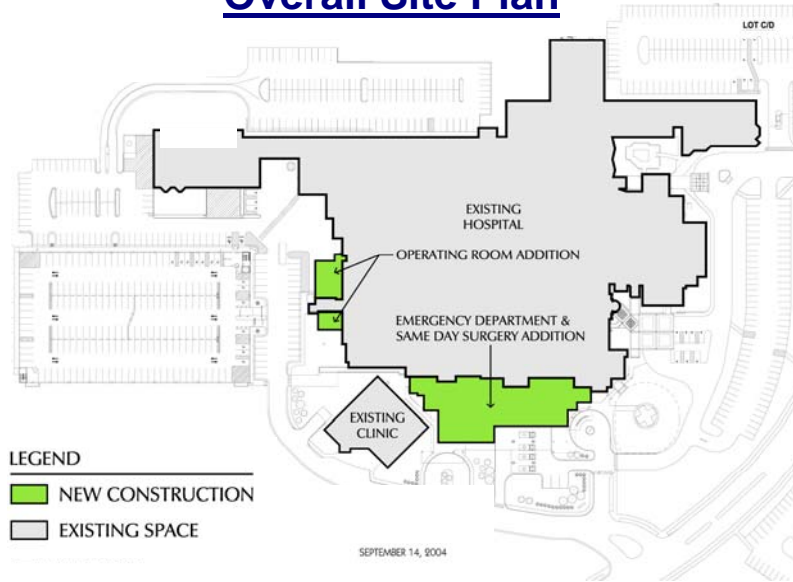 Overall Site Plan
LOT C/D
EXISTING
HOSPITAL
OPERATING ROOM ADDITION
EMERGENCY DEPARTMENT &
SAME DAY SURGERY ADDITION
EXISTING
CLINIC
LEGEND
NEW CONSTRUCTION
EXISTING SPACE
SEPTEMBER 14, 2004